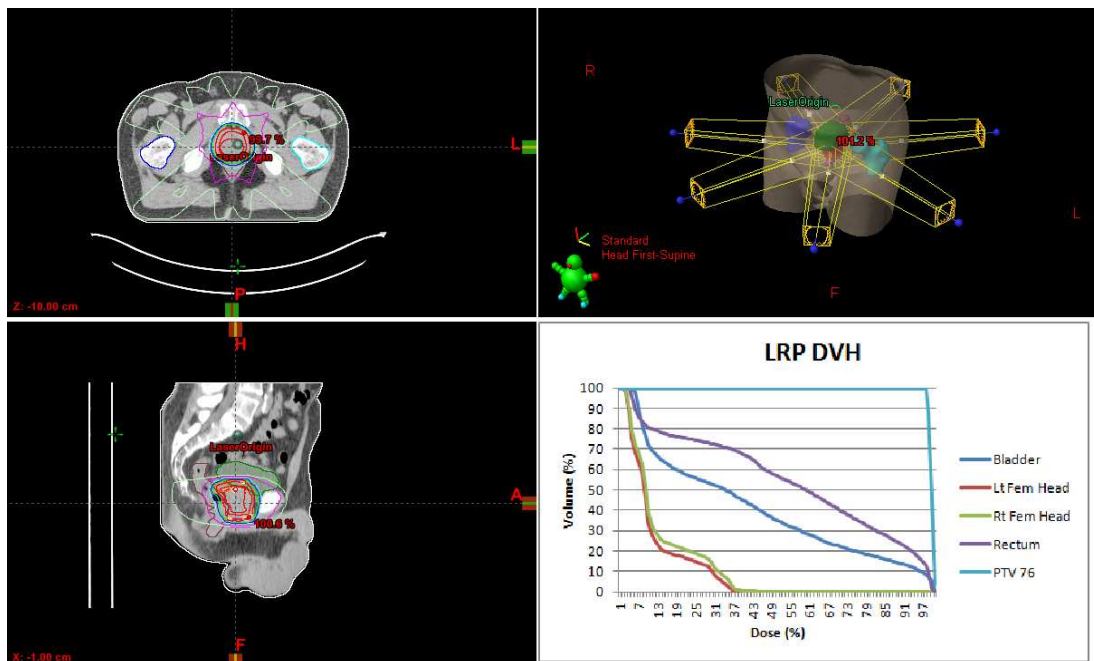 99.7 %
LaserOrigin
L
P
Z: -10.00 cm
R
LaserOrigin
101.2 %
L
Standard
Head First-Supine
F
H
LaserOrigin
A
100.6 %
F
X: -1.00 cm
LRP DVH
Volume (%)
100
90
80
70
60
50
40
30
20
10
0
1 7 13 19 25 31 37 43 49 55 61 67 73 79 85 91 97
Dose (%)
Bladder
Lt Fem Head
Rt Fem Head
Rectum
PTV 76